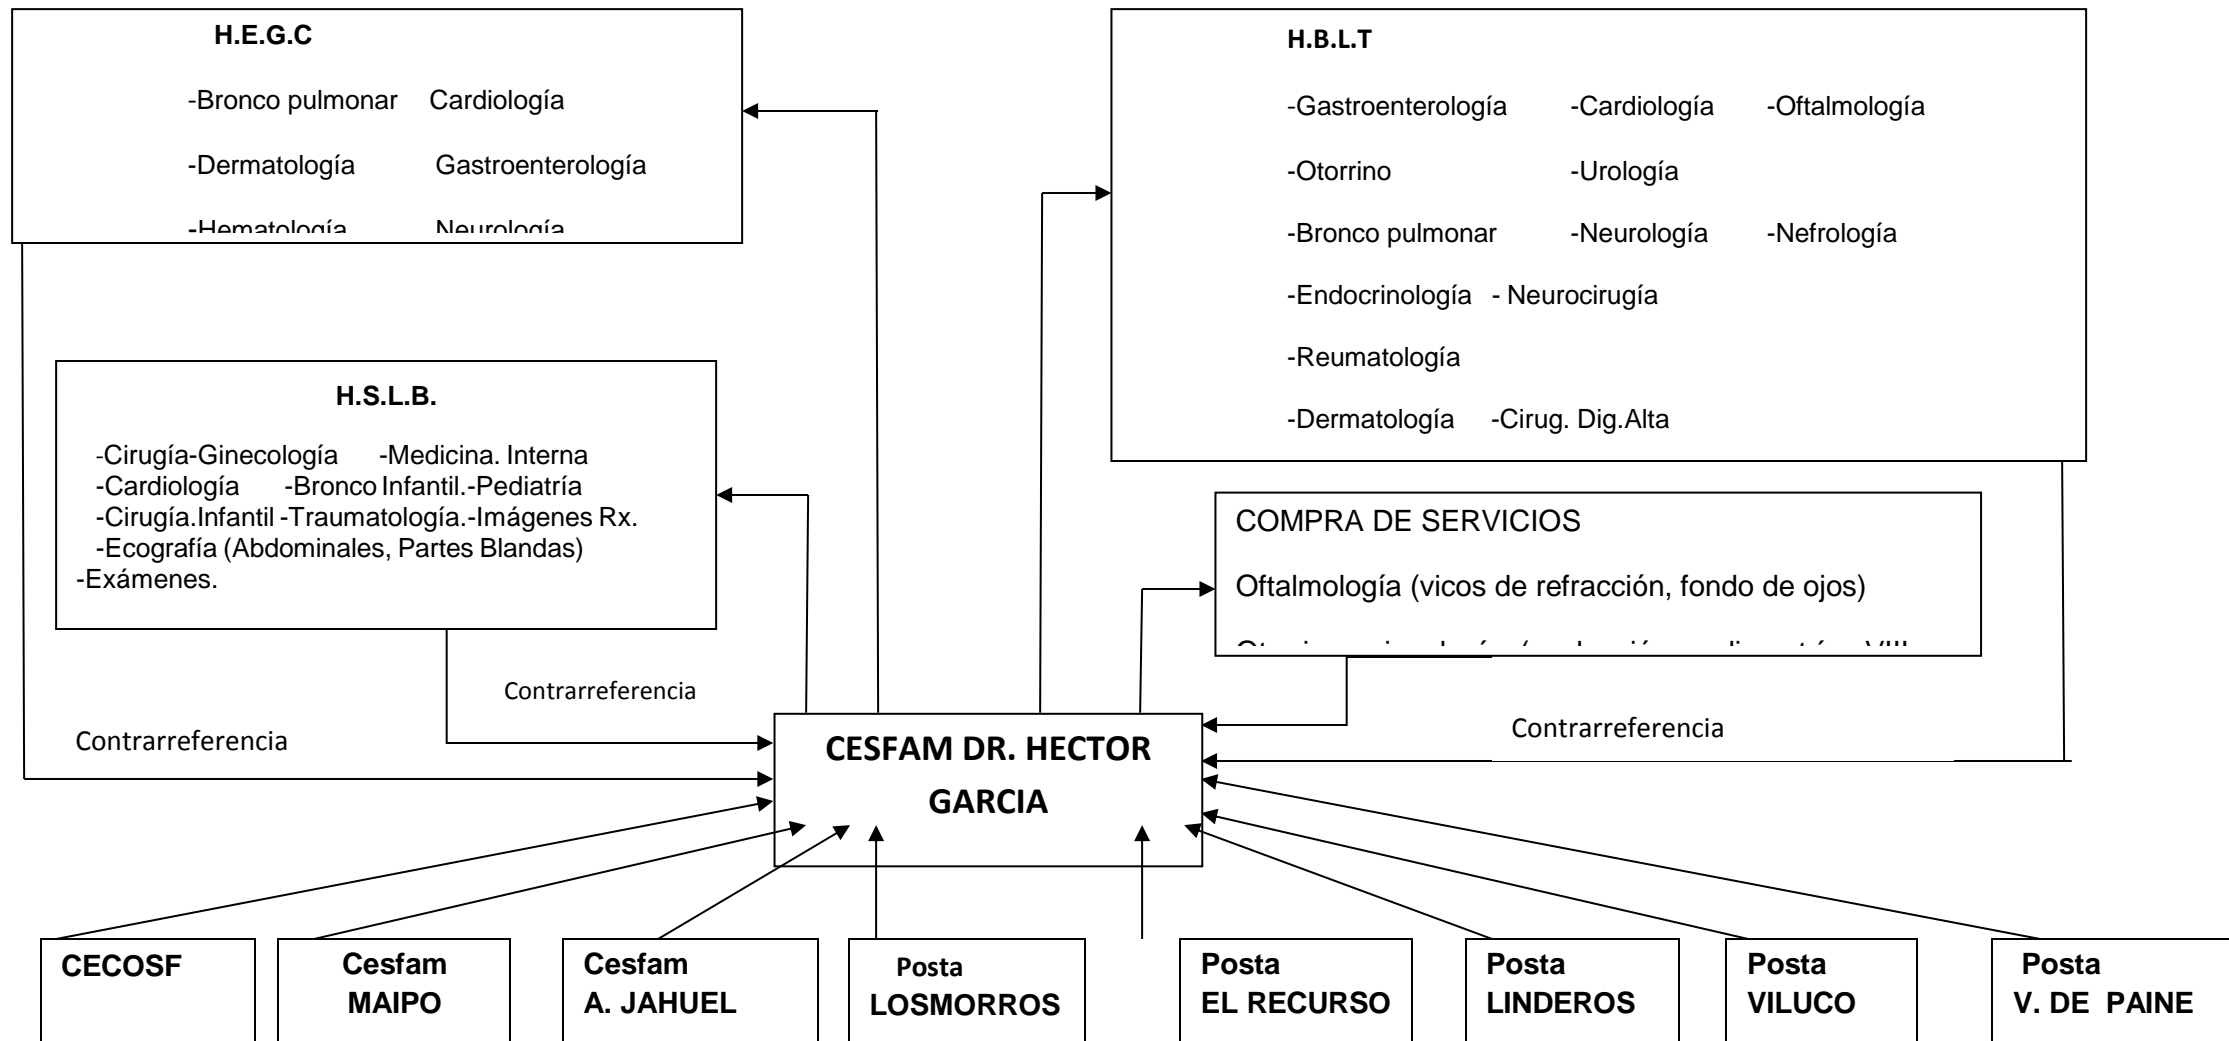 H.E.G.C
-Bronco pulmonar Cardiología
-Dermatología Gastroenterología
-Hematología Neurología
H.B.L.T
-Gastroenterología -Cardiología -Oftalmología
-Otorrino -Urología
-Bronco pulmonar -Neurología -Nefrología
-Endocrinología - Neurocirugía
-Reumatología
-Dermatología -Cirug. Dig.Alta
H.S.L.B.
-Cirugía-Ginecología -Medicina. Interna
-Cardiología -Bronco Infantil.-Pediatría
-Cirugía.Infantil -Traumatología.-Imágenes Rx.
-Ecografía (Abdominales, Partes Blandas)
-Exámenes.
COMPRA DE SERVICIOS
Oftalmología (vicos de refracción, fondo de ojos)
Contrarreferencia
Contrarreferencia
Contrarreferencia
CESFAM DR. HECTOR
GARCIA
CECOSF
Cesfam
MAIPO
Cesfam
A. JAHUEL
Posta
LOSMORROS
Posta
EL RECURSO
Posta
LINDEROS
Posta
VILUCO
Posta
V. DE PAINE